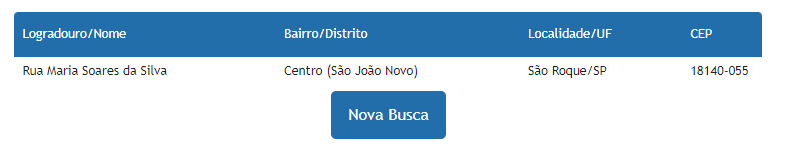 Logradouro/Nome Bairro/Distrito Localidade/UF CEP
Rua Maria Soares da Silva Centro (São João Novo) São Roque/SP 18140-055
Nova Busca